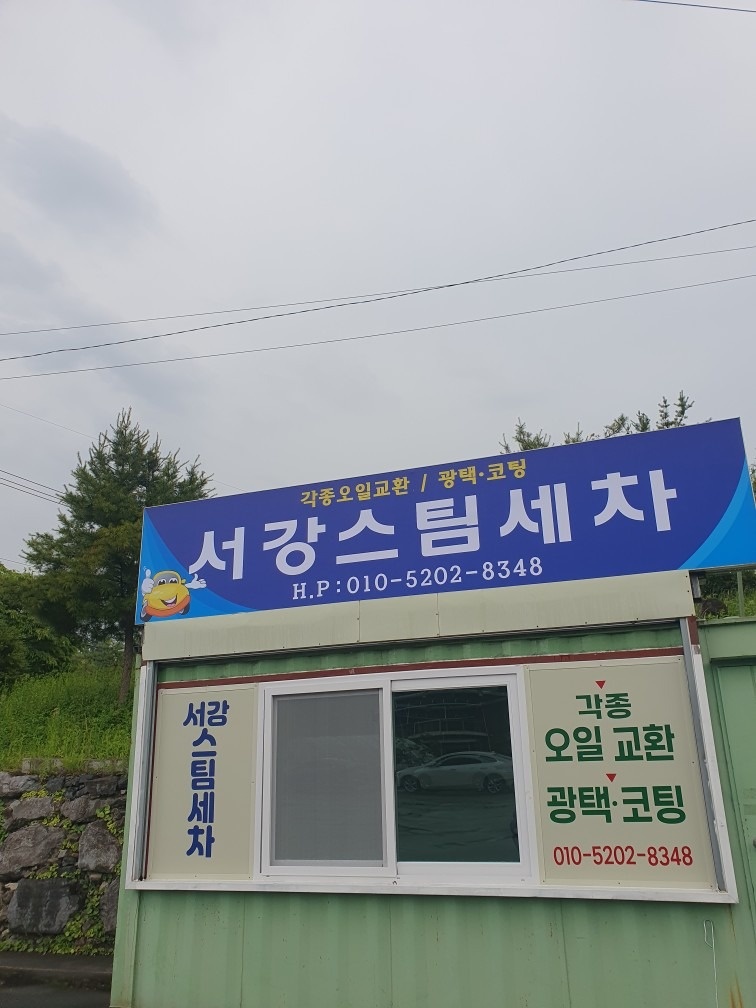 각종오일교환 / 광택·코팅
서강스팀세차
H.P:010-5202-8348
서강
스팀세차
각종
오일 교환
광택·코팅
010-5202-8348